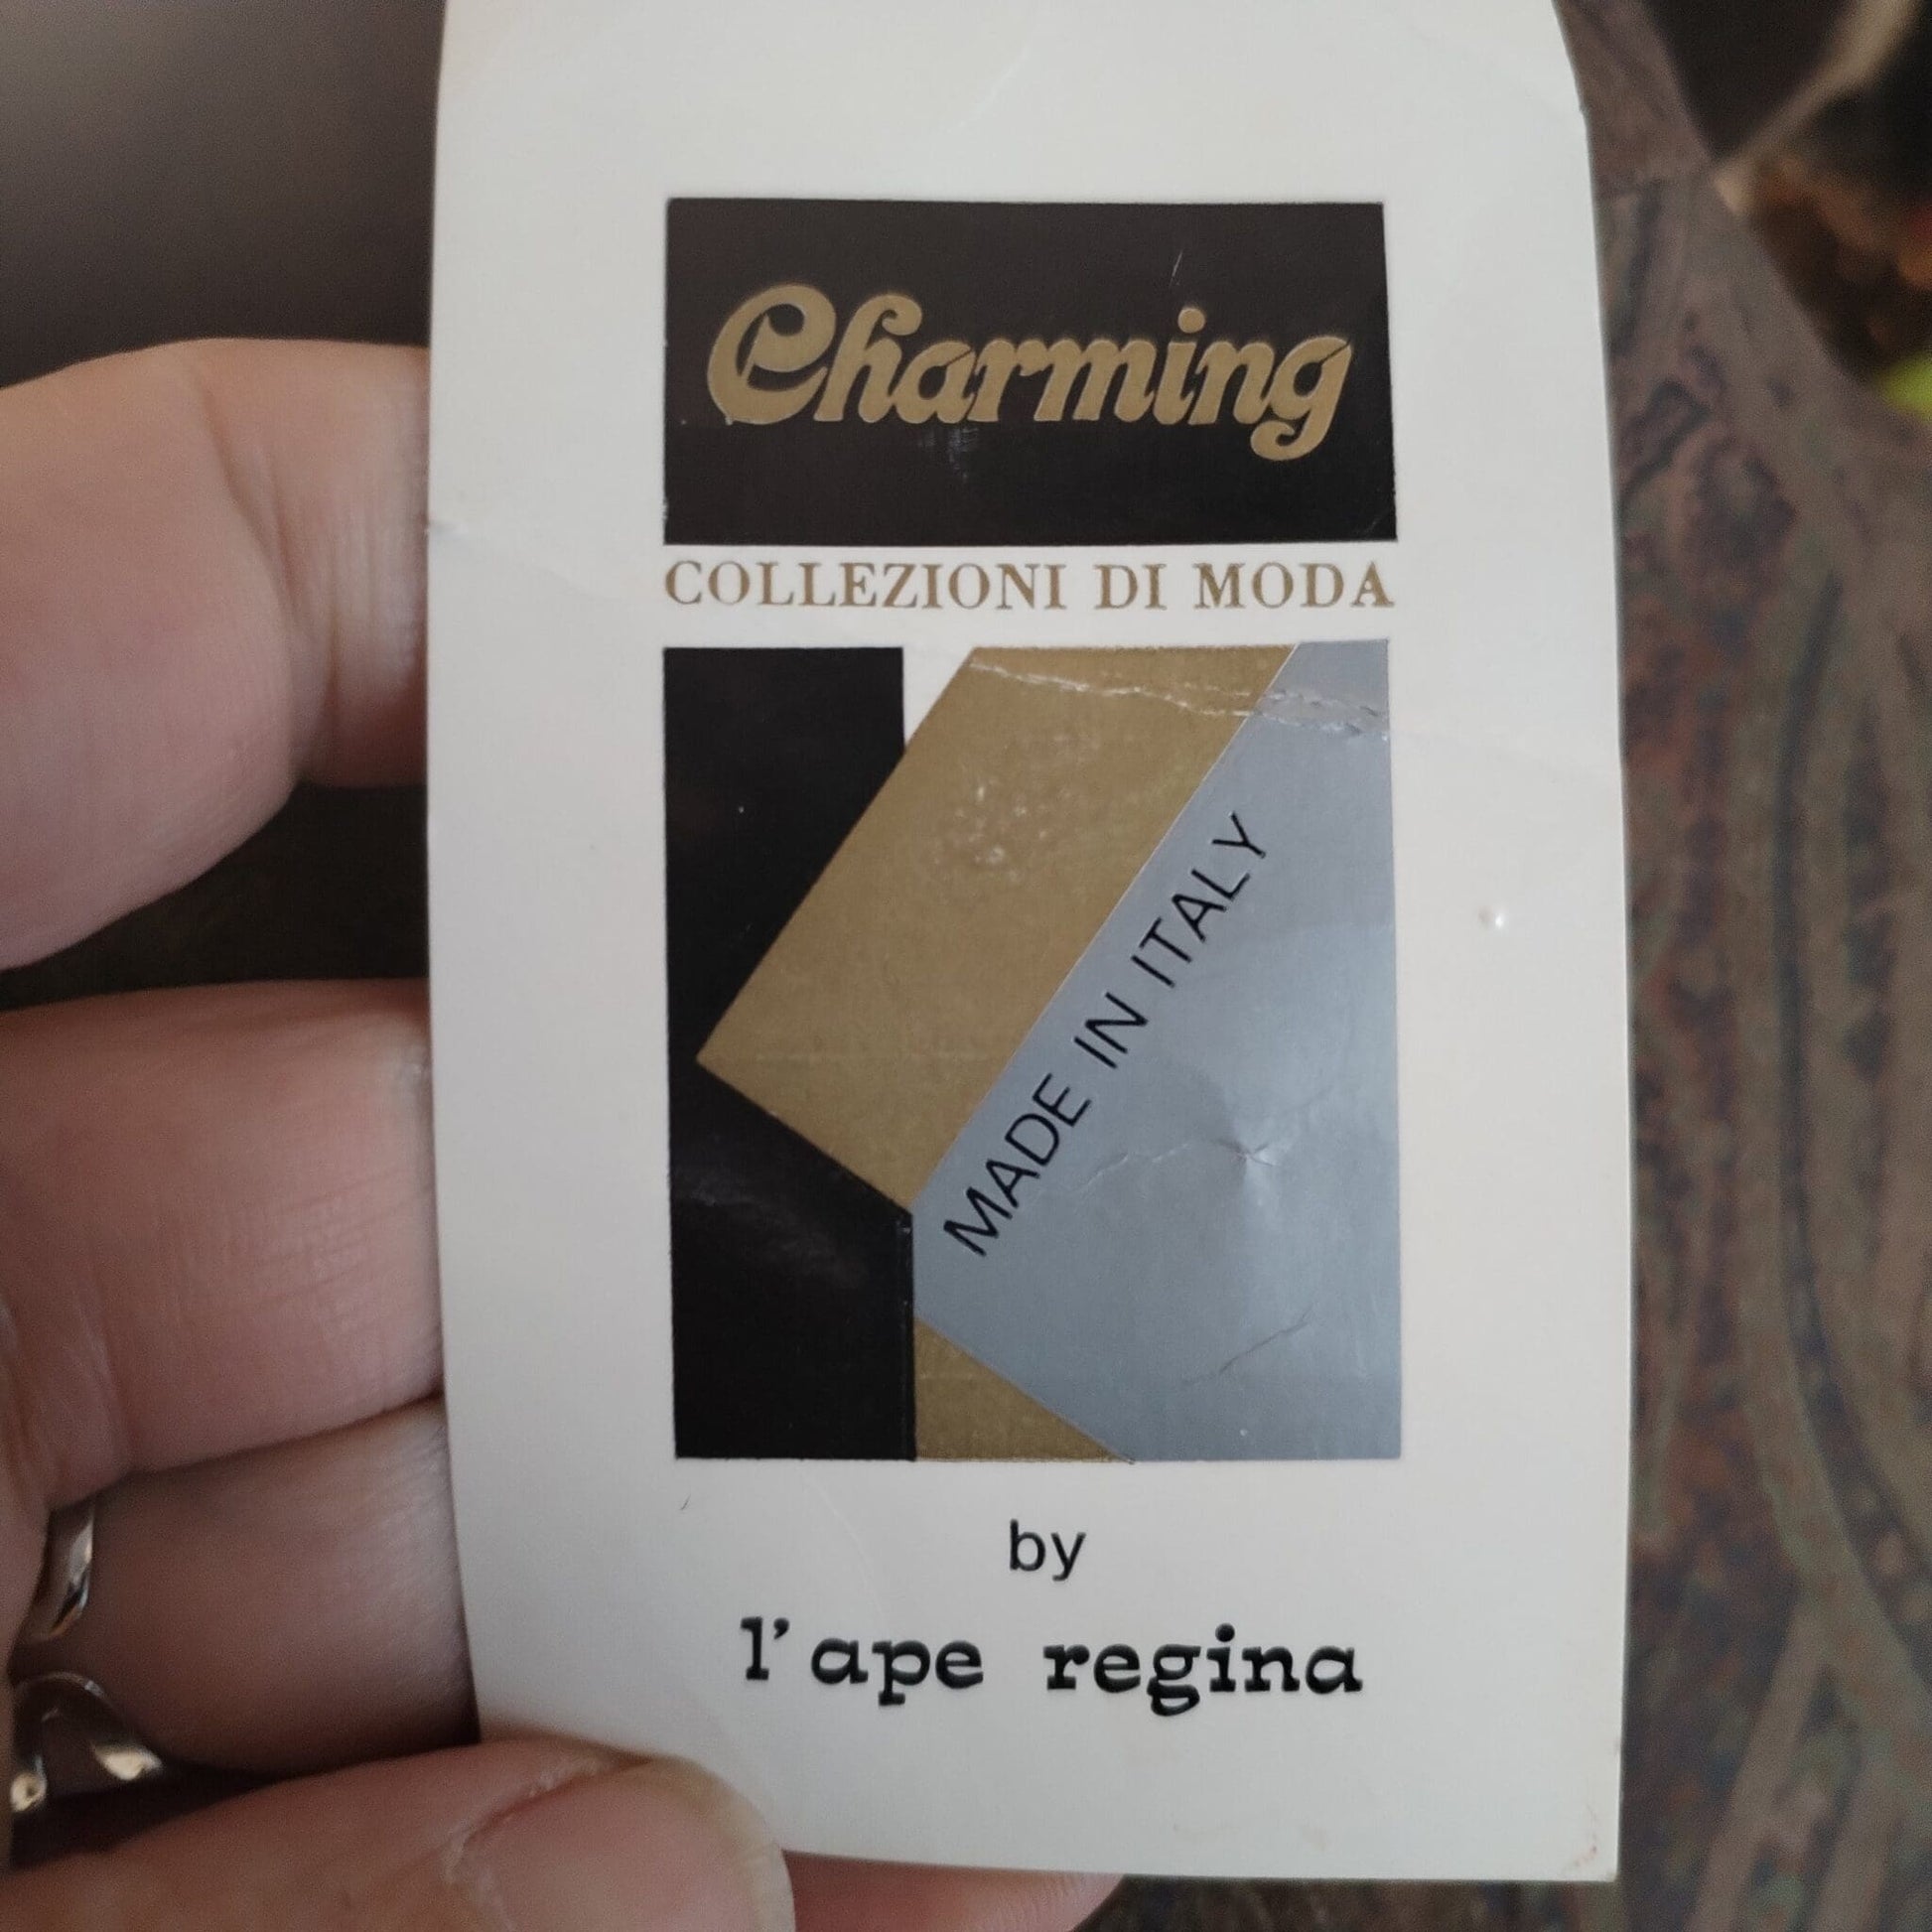 Charming
COLLEZIONI DI MODA
MADE IN ITALY
by
l'ape regina